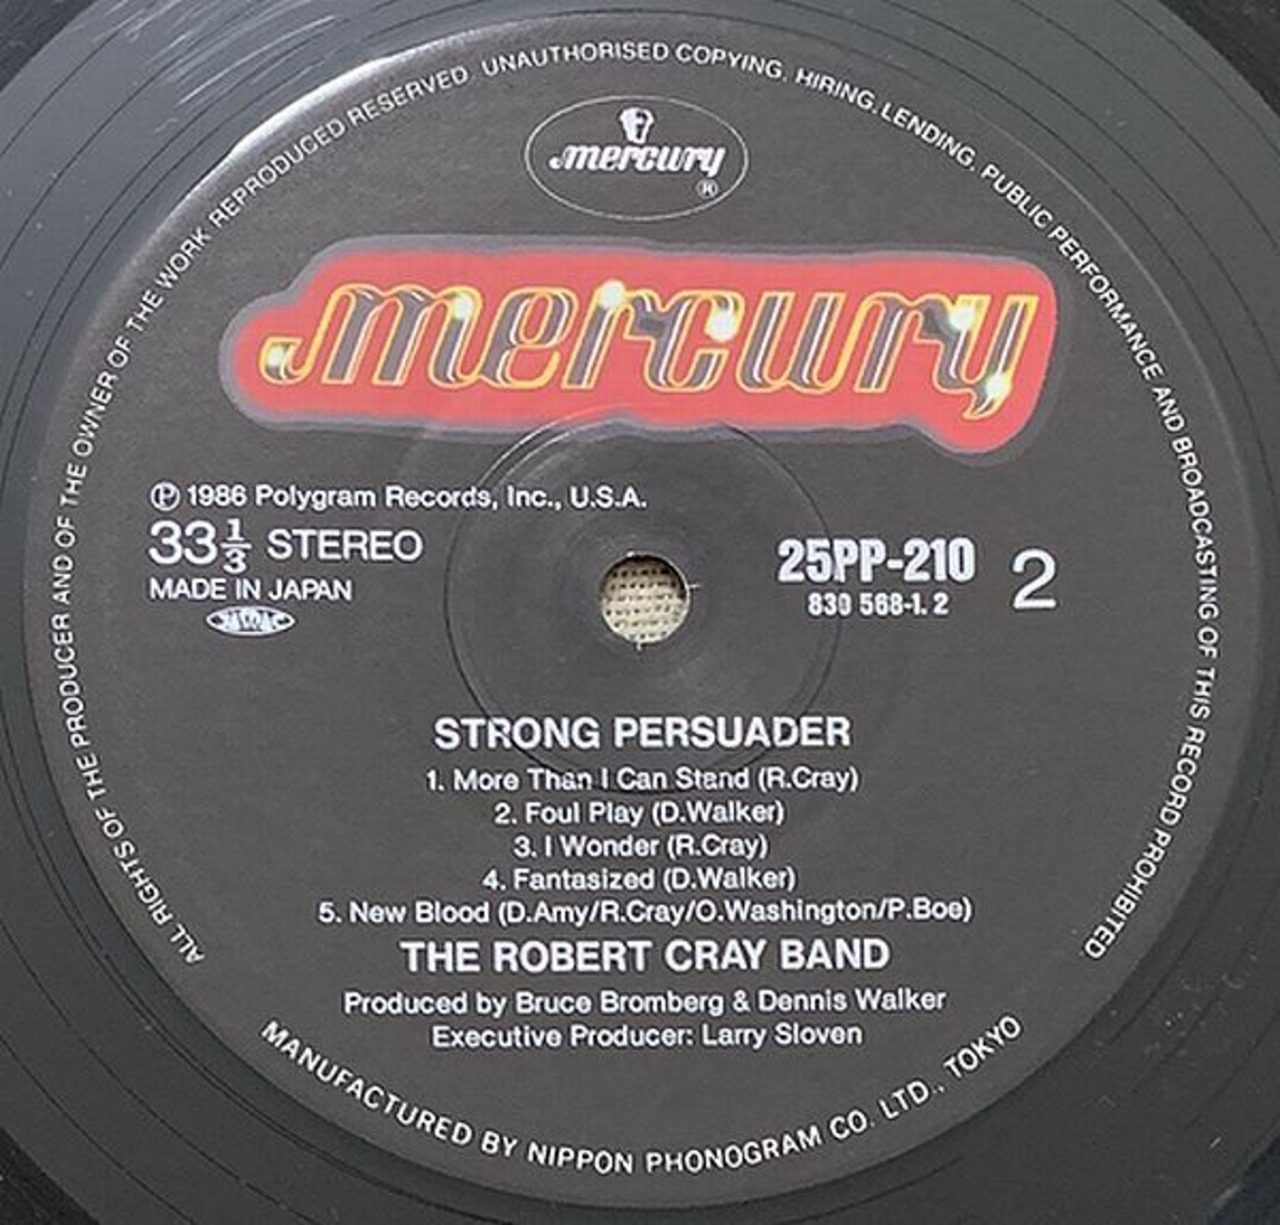 ALL RIGHTS OF THE PRODUCER AND OF THE OWNER OF THE WORK REPRODUCED RESERVED UNAUTHORISED COPYING. HIRING. LENDING. PUBLIC PERFORMANCE AND BROADCASTING OF THIS RECORD PROHIBITED
mercury
®
mercury
Ⓟ 1986 Polygram Records, Inc., U.S.A.
33 1/3 STEREO
MADE IN JAPAN
25PP-210 2
830 568-1. 2
STRONG PERSUADER
1. More Than I Can Stand (R.Cray)
2. Foul Play (D.Walker)
3. I Wonder (R.Cray)
4. Fantasized (D.Walker)
5. New Blood (D.Amy/R.Cray/O.Washington/P.Boe)
THE ROBERT CRAY BAND
Produced by Bruce Bromberg & Dennis Walker
Executive Producer: Larry Sloven
MANUFACTURED BY NIPPON PHONOGRAM CO. LTD., TOKYO